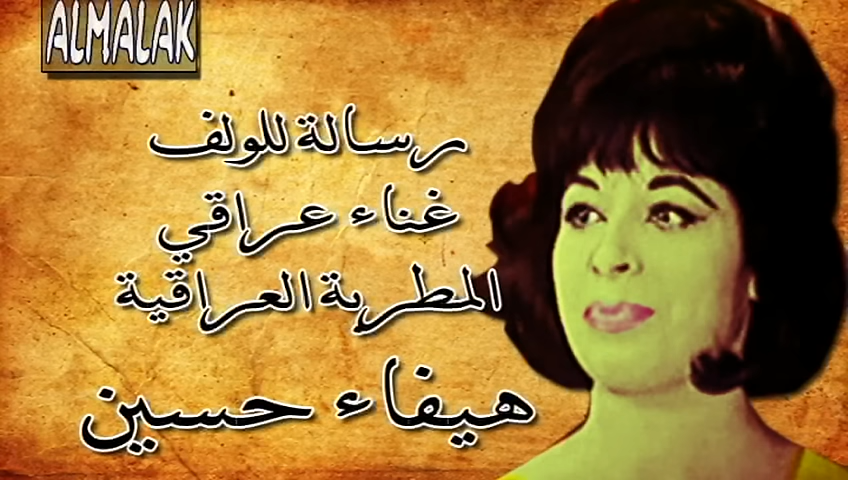 ALMALAK
رسالة للولف
غناء عراقي
المطربة العراقية
هيفاء حسين